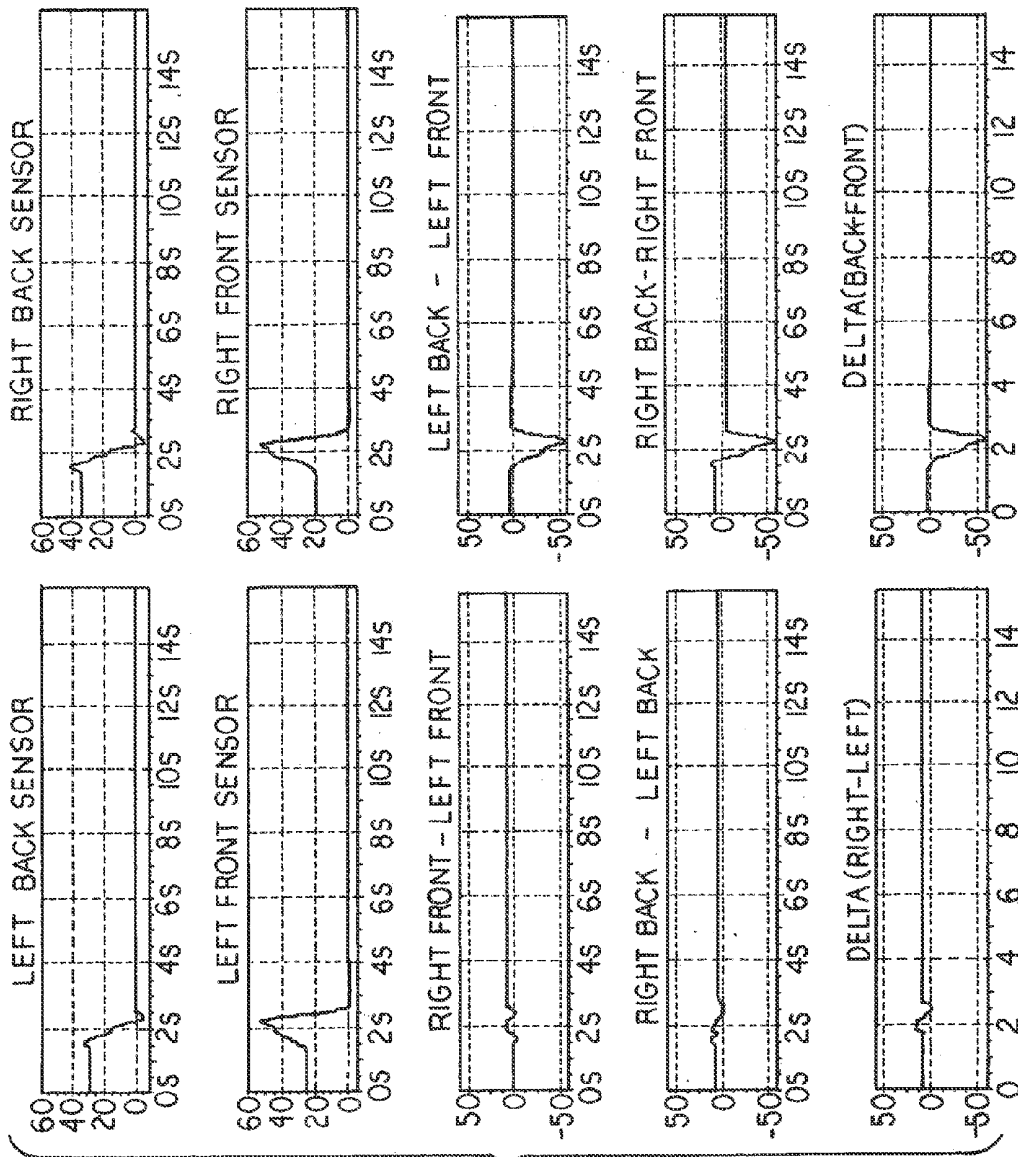 LEFT BACK SENSOR
60
40
20
0
0S 2S 4S 6S 8S 10S 12S 14S
RIGHT BACK SENSOR
60
40
20
0
0S 2S 4S 6S 8S 10S 12S 14S
LEFT FRONT SENSOR
60
40
20
0
0S 2S 4S 6S 8S 10S 12S 14S
RIGHT FRONT SENSOR
60
40
20
0
0S 2S 4S 6S 8S 10S 12S 14S
RIGHT FRONT-LEFT FRONT
50
0
-50
0S 2S 4S 6S 8S 10S 12S 14S
LEFT BACK - LEFT FRONT
50
0
-50
0S 2S 4S 6S 8S 10S 12S 14S
RIGHT BACK - LEFT BACK
50
0
-50
0S 2S 4S 6S 8S 10S 12S 14S
RIGHT BACK-RIGHT FRONT
50
0
-50
0S 2S 4S 6S 8S 10S 12S 14S
DELTA (RIGHT-LEFT)
50
0
-50
0 2 4 6 8 10 12 14
DELTA(BACK-FRONT)
50
0
-50
0 2 4 6 8 10 12 14